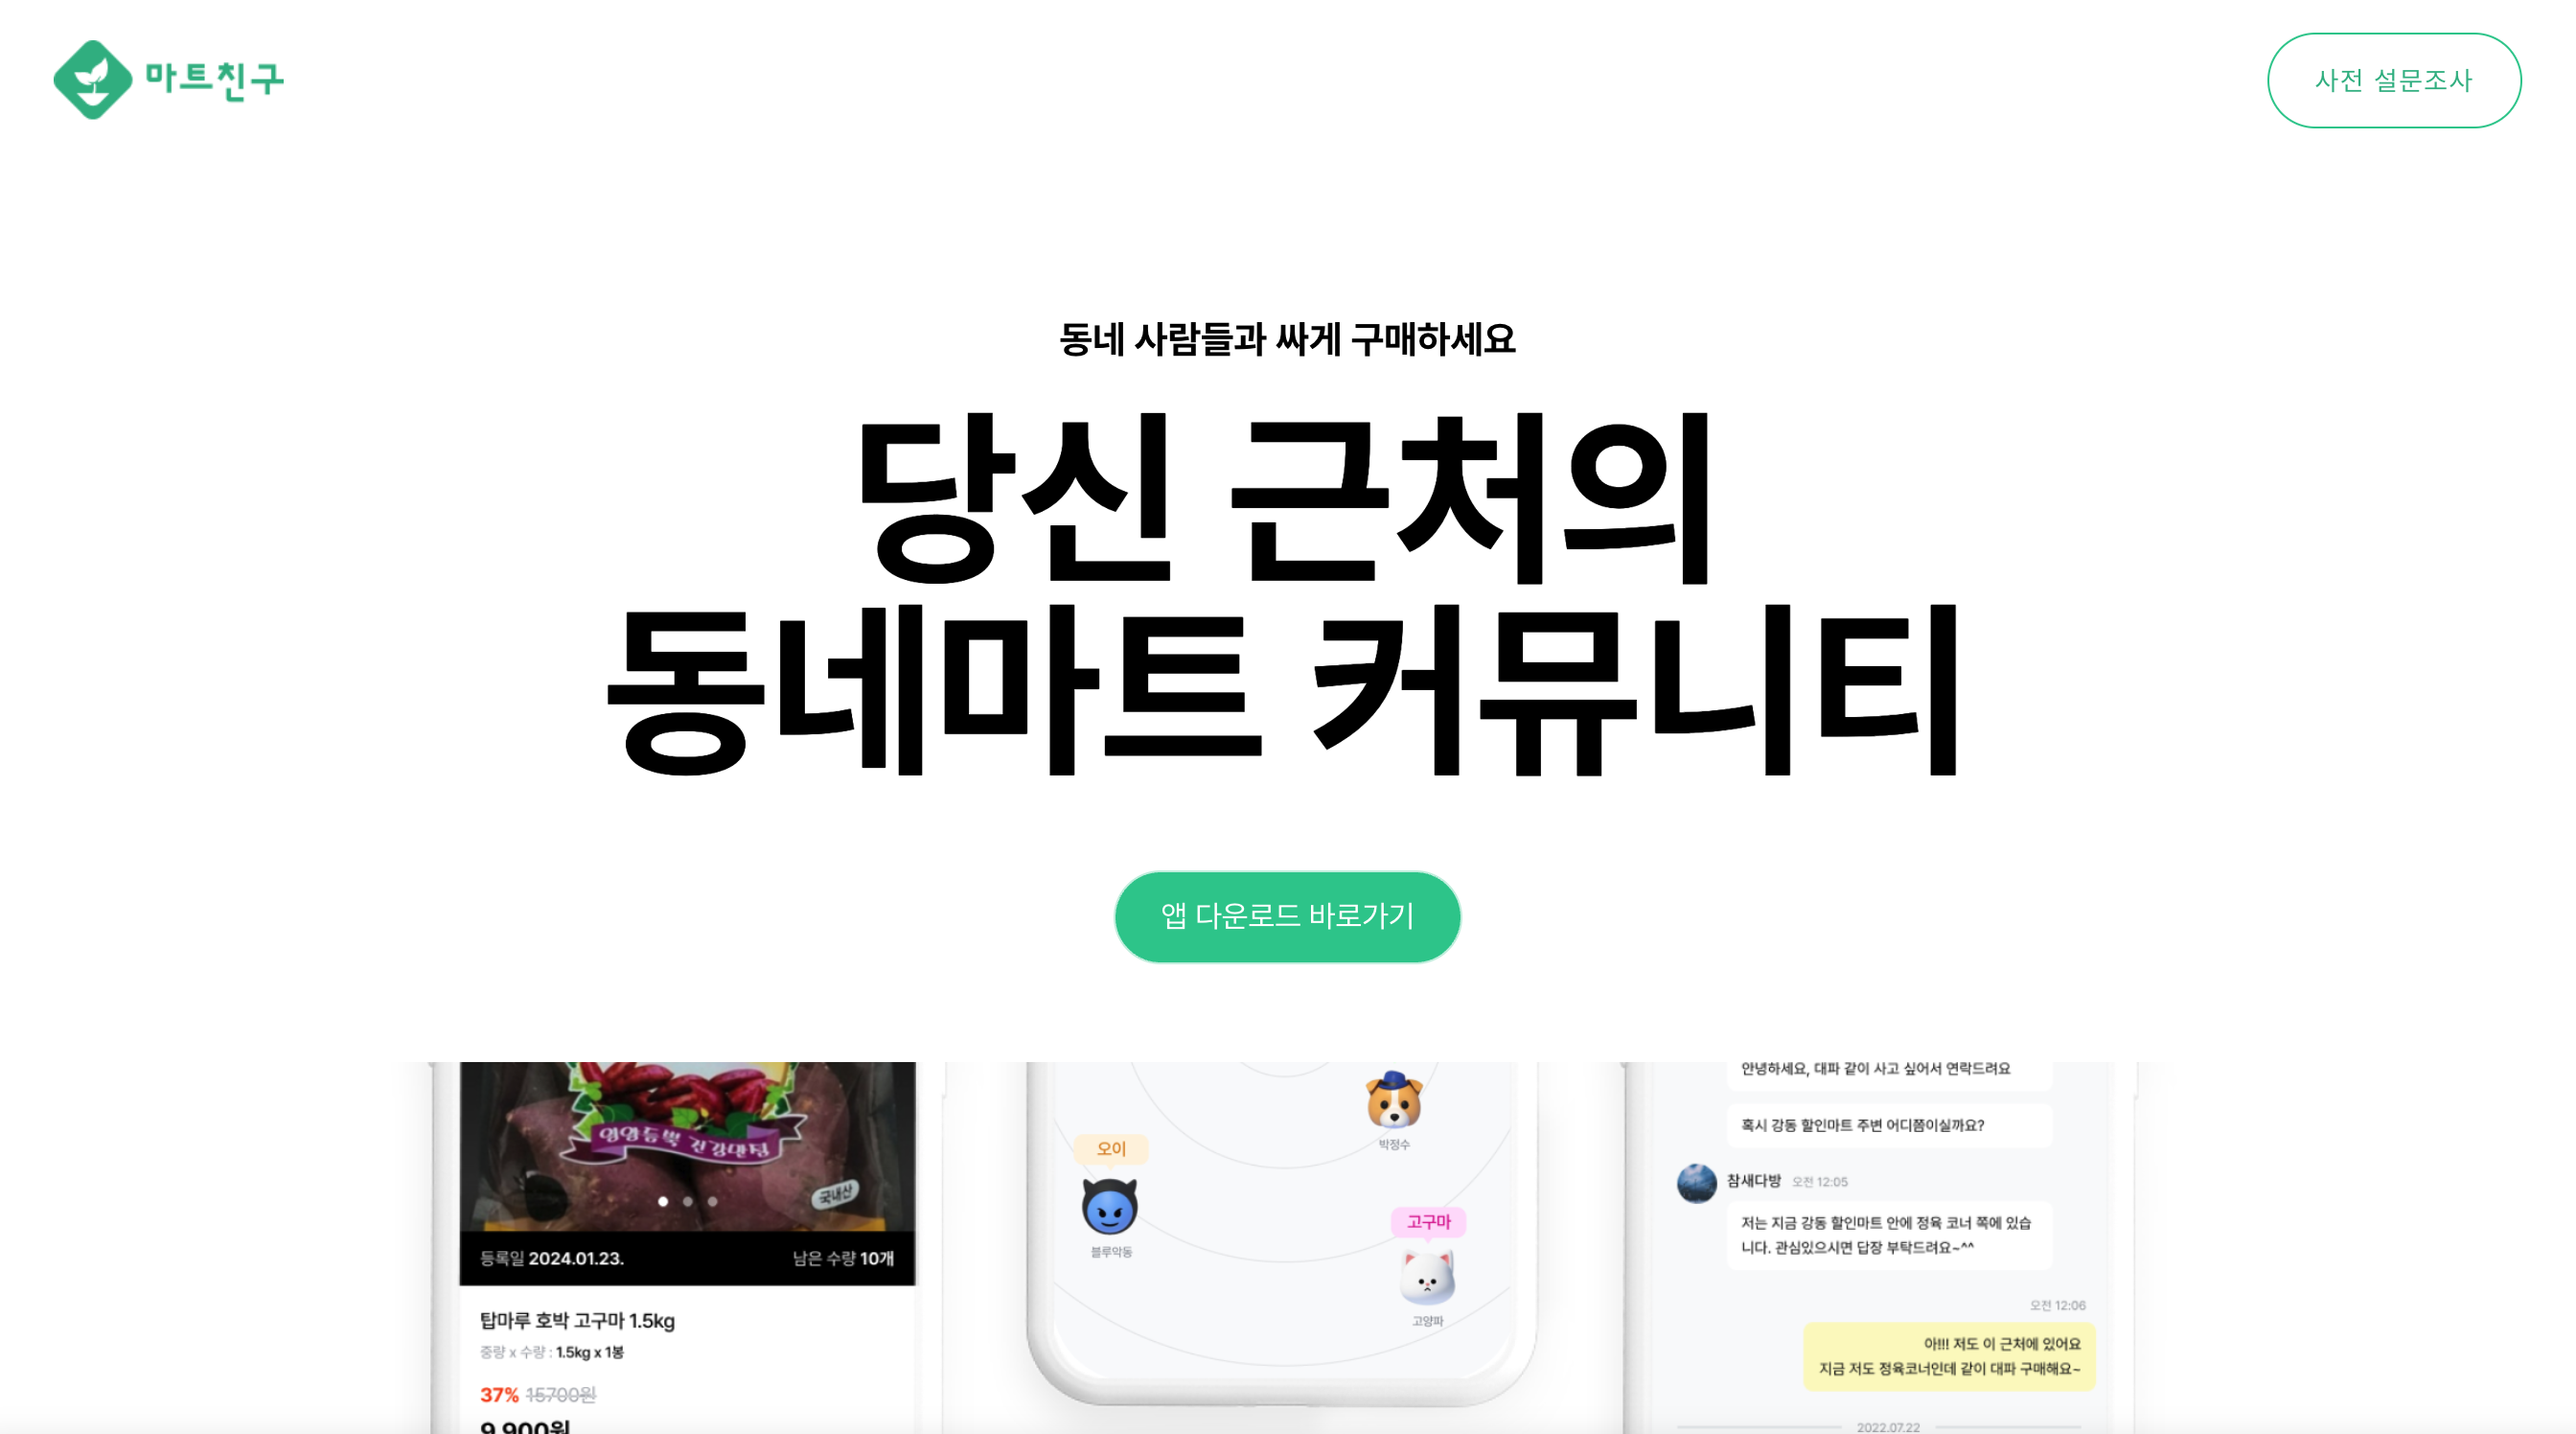 마트친구
사전 설문조사
동네 사람들과 싸게 구매하세요
당신 근처의
동네마트 커뮤니티
앱 다운로드 바로가기
영양듬뿍 건강만점
국내산
등록일 2024.01.23.
남은 수량 10개
탑마루 호박 고구마 1.5kg
중량 x 수량 : 1.5kg x 1봉
37% 15700원
9,900원
박정수
오이
블루악동
고구마
고양파
안녕하세요, 대파 같이 사고 싶어서 연락드려요
혹시 강동 할인마트 주변 어디쯤이실까요?
참새다방 오전 12:05
저는 지금 강동 할인마트 안에 정육 코너 쪽에 있습
니다. 관심있으시면 답장 부탁드려요~^^
오전 12:06
아!!! 저도 이 근처에 있어요
지금 저도 정육코너인데 같이 대파 구매해요~
2022.07.22